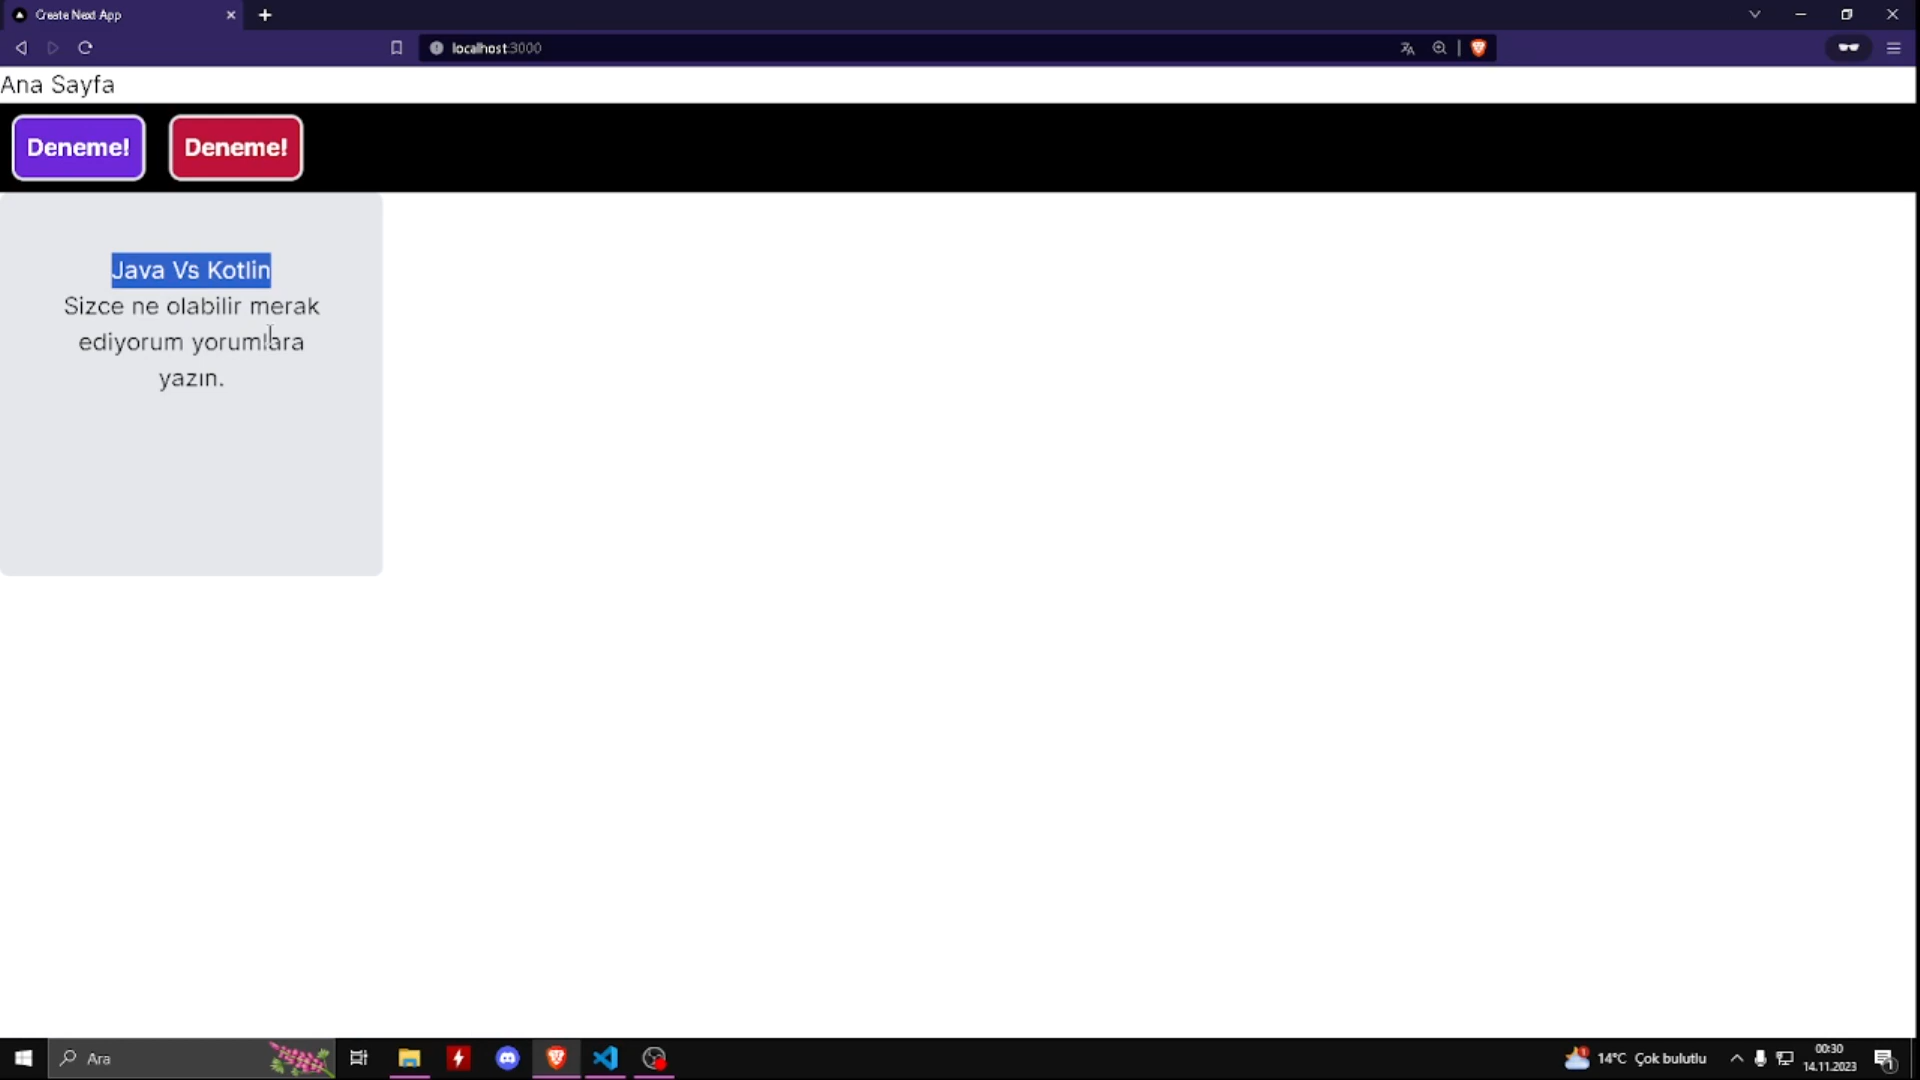 Create Next App
localhost:3000
Ana Sayfa
Deneme! Deneme!
Java Vs Kotlin
Sizce ne olabilir merak
ediyorum yorumlara
yazın.
Ara
14°C Çok bulutlu
00:30
14.11.2023
1